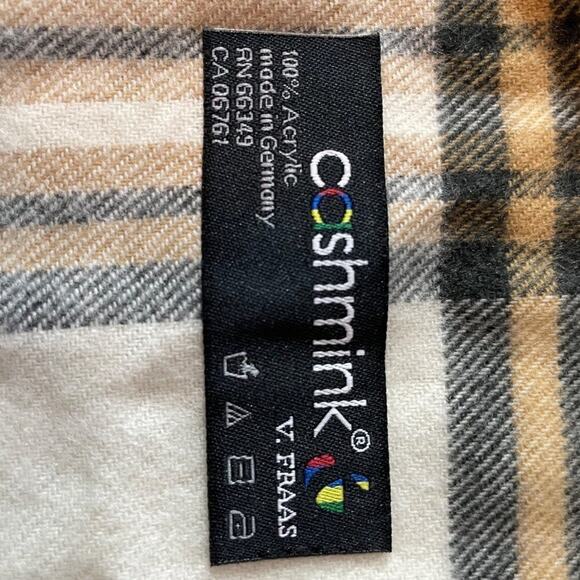 cashmink®
V. FRAAS
100% Acrylic
made in Germany
RN 66349
CA 06761